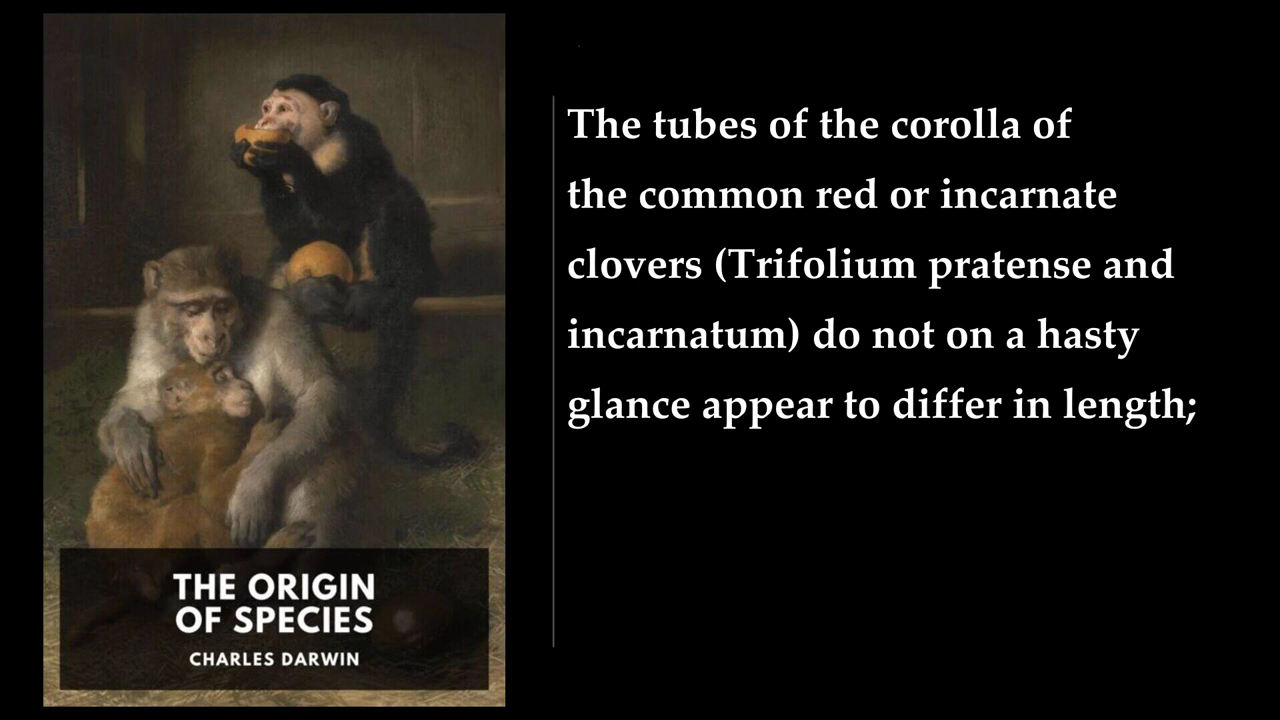 THE ORIGIN
OF SPECIES
CHARLES DARWIN
The tubes of the corolla of
the common red or incarnate
clovers (Trifolium pratense and
incarnatum) do not on a hasty
glance appear to differ in length;